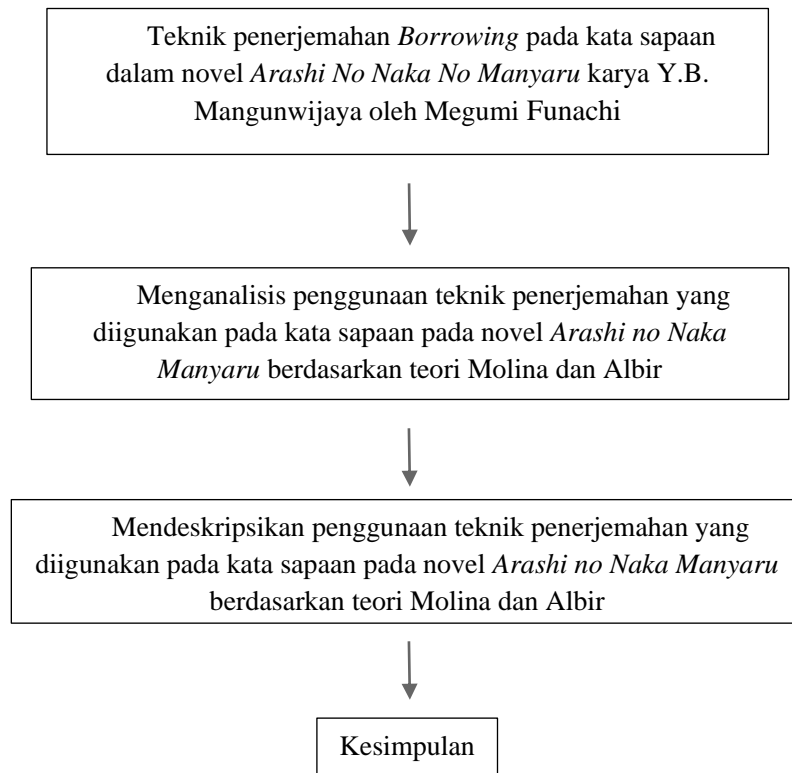 Teknik penerjemahan Borrowing pada kata sapaan
dalam novel Arashi No Naka No Manyaru karya Y.B.
Mangunwijaya oleh Megumi Funachi
Menganalisis penggunaan teknik penerjemahan yang
diigunakan pada kata sapaan pada novel Arashi no Naka
Manyaru berdasarkan teori Molina dan Albir
Mendeskripsikan penggunaan teknik penerjemahan yang
diigunakan pada kata sapaan pada novel Arashi no Naka Manyaru
berdasarkan teori Molina dan Albir
Kesimpulan